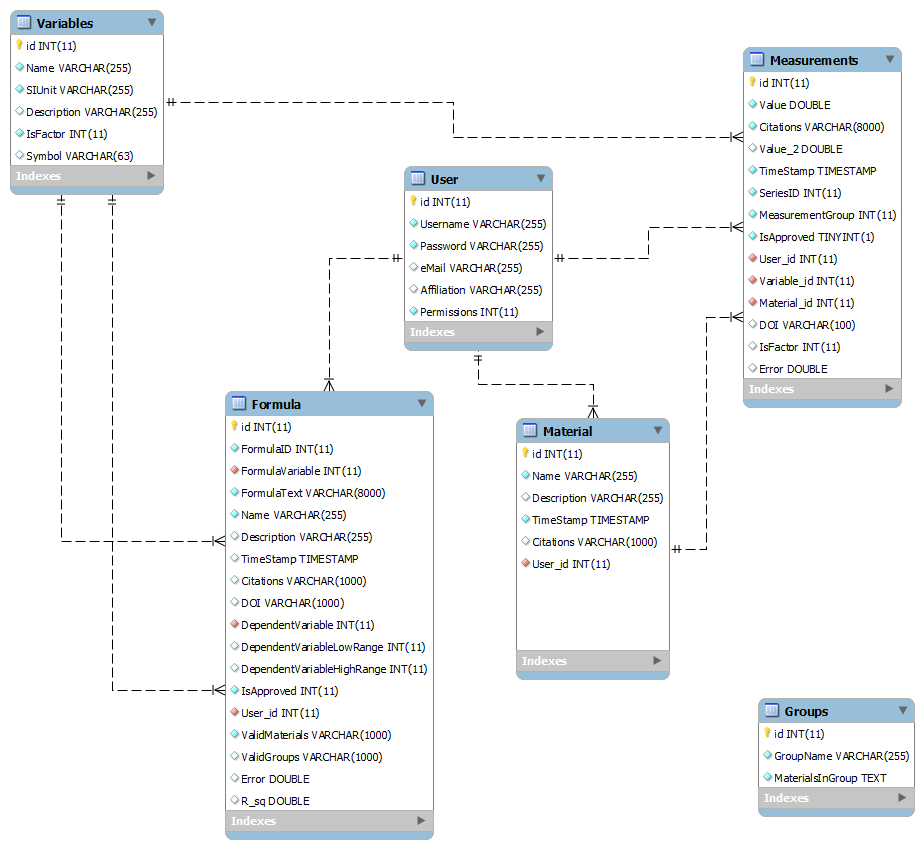 Variables
id INT(11)
Name VARCHAR(255)
SIUnit VARCHAR(255)
Description VARCHAR(255)
IsFactor INT(11)
Symbol VARCHAR(63)
Indexes
Measurements
id INT(11)
Value DOUBLE
Citations VARCHAR(8000)
Value_2 DOUBLE
TimeStamp TIMESTAMP
SeriesID INT(11)
MeasurementGroup INT(11)
IsApproved TINYINT(1)
User_id INT(11)
Variable_id INT(11)
Material_id INT(11)
DOI VARCHAR(100)
IsFactor INT(11)
Error DOUBLE
Indexes
User
id INT(11)
Username VARCHAR(255)
Password VARCHAR(255)
eMail VARCHAR(255)
Affiliation VARCHAR(255)
Permissions INT(11)
Indexes
Formula
id INT(11)
FormulaID INT(11)
FormulaVariable INT(11)
FormulaText VARCHAR(8000)
Name VARCHAR(255)
Description VARCHAR(255)
TimeStamp TIMESTAMP
Citations VARCHAR(1000)
DOI VARCHAR(1000)
DependentVariable INT(11)
DependentVariableLowRange INT(11)
DependentVariableHighRange INT(11)
IsApproved INT(11)
User_id INT(11)
ValidMaterials VARCHAR(1000)
ValidGroups VARCHAR(1000)
Error DOUBLE
R_sq DOUBLE
Indexes
Material
id INT(11)
Name VARCHAR(255)
Description VARCHAR(255)
TimeStamp TIMESTAMP
Citations VARCHAR(1000)
User_id INT(11)
Indexes
Groups
id INT(11)
GroupName VARCHAR(255)
MaterialsInGroup TEXT
Indexes